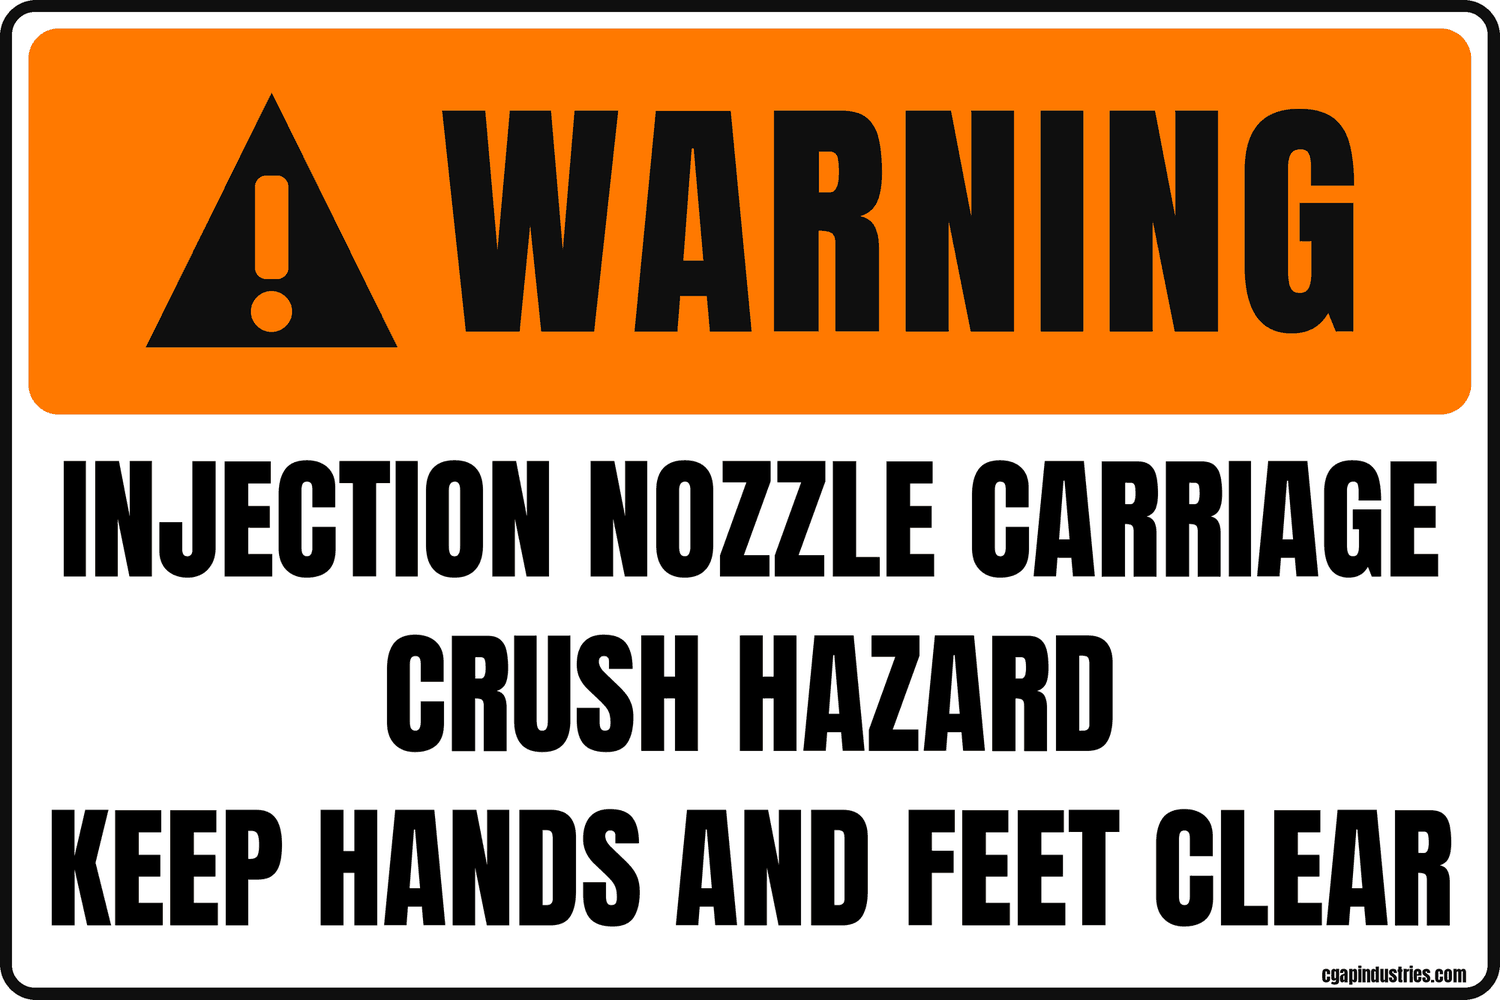 WARNING
INJECTION NOZZLE CARRIAGE
CRUSH HAZARD
KEEP HANDS AND FEET CLEAR
cgapindustries.com